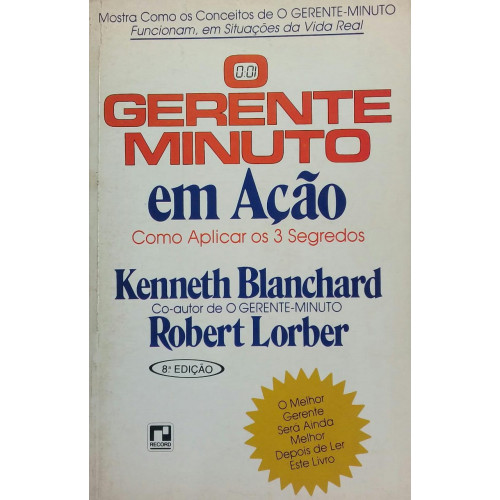 Mostra Como os Conceitos de O GERENTE-MINUTO
Funcionam, em Situações da Vida Real
O
0:01
GERENTE
MINUTO
em Ação
Como Aplicar os 3 Segredos
Kenneth Blanchard
Co-autor de O GERENTE-MINUTO
Robert Lorber
8ª EDIÇÃO
O Melhor
Gerente
Será Ainda
Melhor
Depois de Ler
Este Livro
RECORD